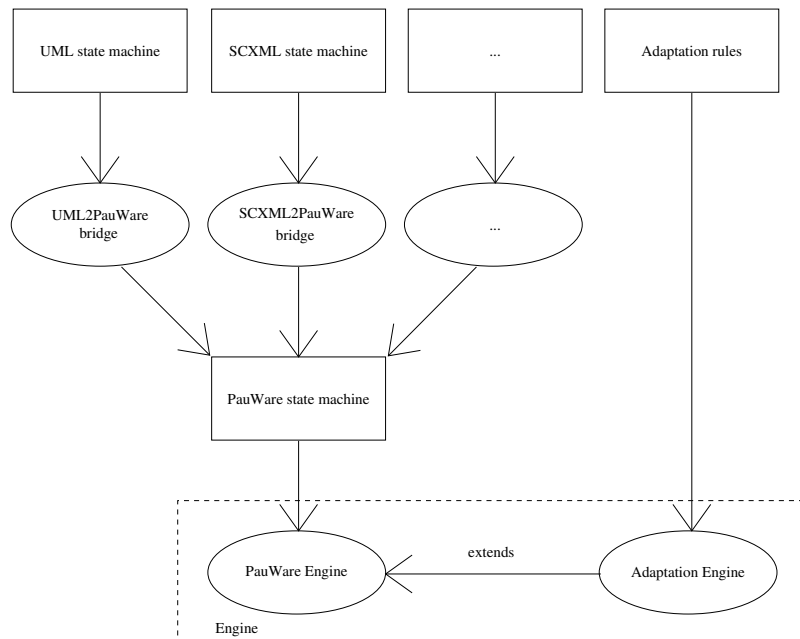 UML state machine
SCXML state machine
...
Adaptation rules
UML2PauWare
bridge
SCXML2PauWare
bridge
...
PauWare state machine
extends
PauWare Engine
Adaptation Engine
Engine